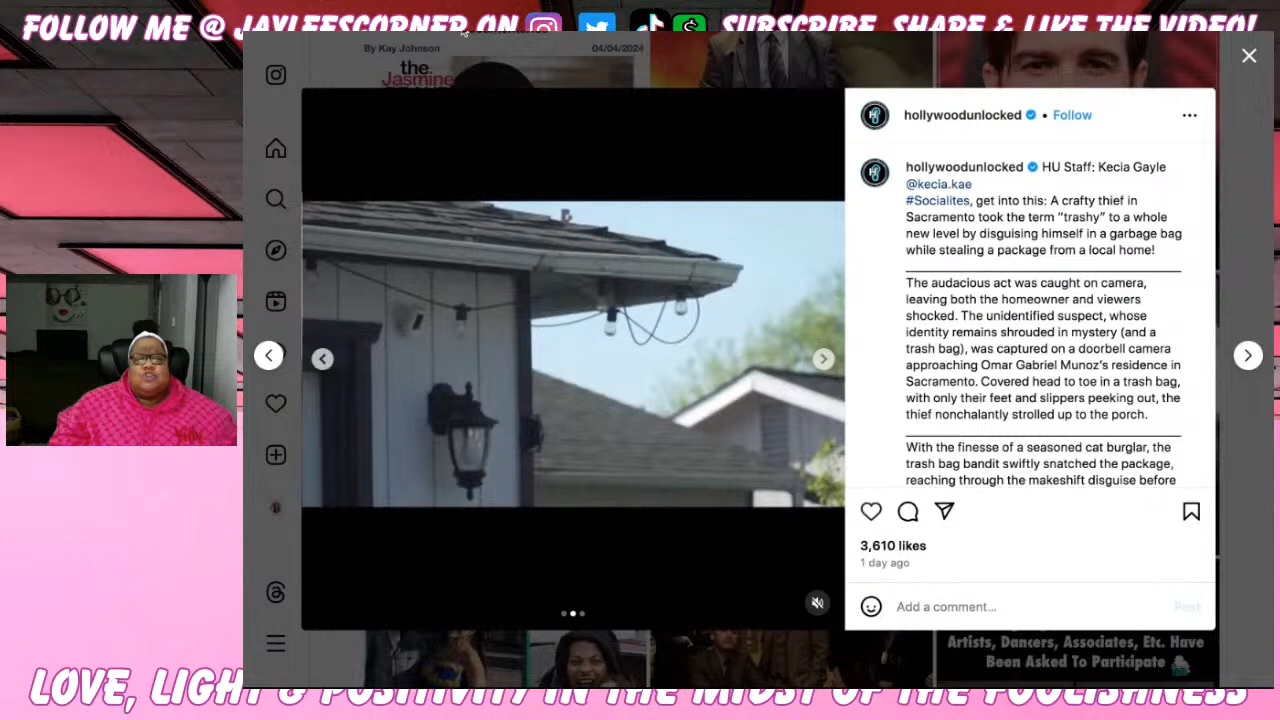 FOLLOW ME @ JAYLEESCORNER ON
SUBSCRIBE, SHARE & LIKE THE VIDEO!
By Kay Johnson
04/04/2024
the
Jasmine
hollywoodunlocked • Follow
hollywoodunlocked HU Staff: Kecia Gayle
@kecia.kae
#Socialites, get into this: A crafty thief in
Sacramento took the term “trashy” to a whole
new level by disguising himself in a garbage bag
while stealing a package from a local home!
The audacious act was caught on camera,
leaving both the homeowner and viewers
shocked. The unidentified suspect, whose
identity remains shrouded in mystery (and a
trash bag), was captured on a doorbell camera
approaching Omar Gabriel Munoz’s residence in
Sacramento. Covered head to toe in a trash bag,
with only their feet and slippers peeking out, the
thief nonchalantly strolled up to the porch.
With the finesse of a seasoned cat burglar, the
trash bag bandit swiftly snatched the package,
reaching through the makeshift disguise before
3,610 likes
1 day ago
Add a comment...
Post
Artists, Dancers, Associates, Etc. Have
Been Asked To Participate
LOVE, LIGHT & POSITIVITY IN THE MIDST OF THE FOOLISHNESS